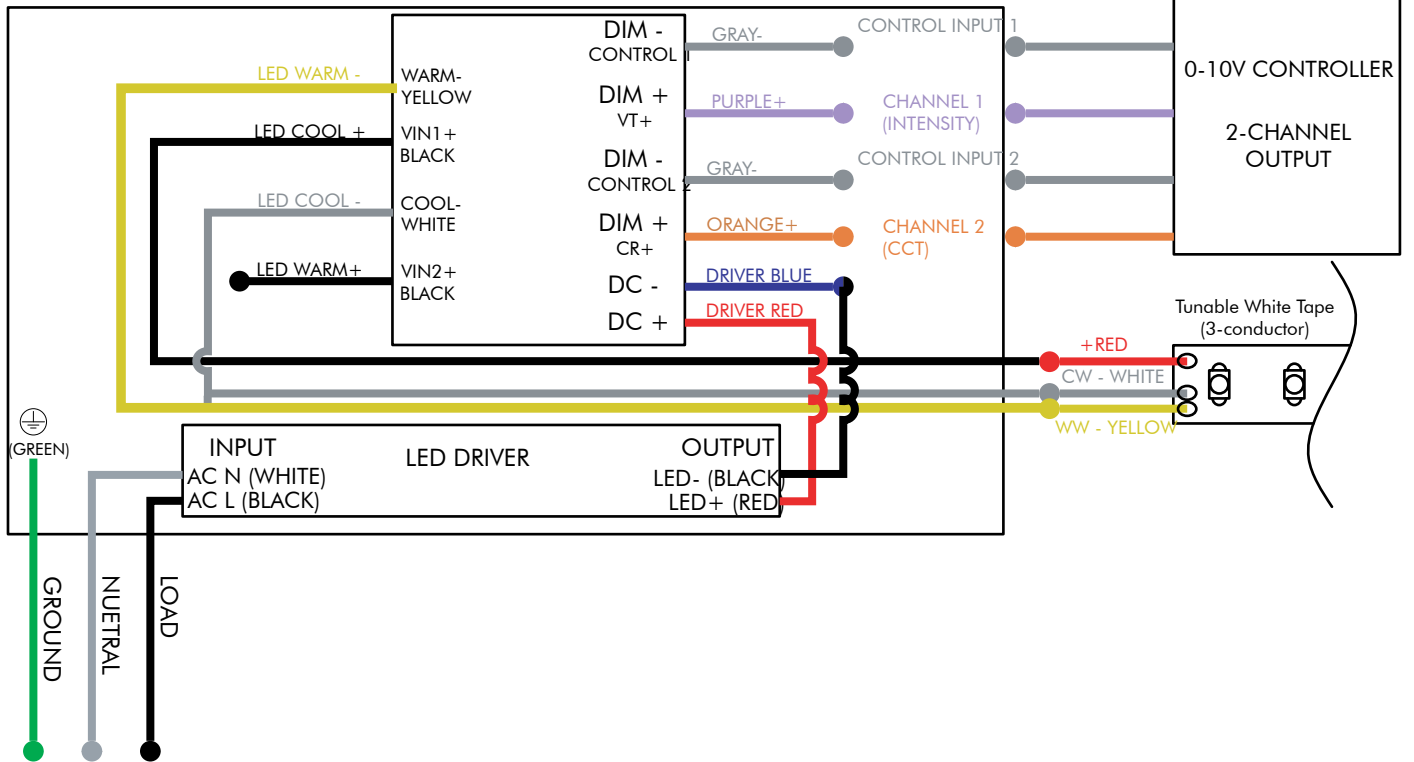 DIM -
CONTROL 1
GRAY-
CONTROL INPUT 1
0-10V CONTROLLER
2-CHANNEL
OUTPUT
LED WARM -
WARM-
YELLOW
DIM +
VT+
PURPLE+
CHANNEL 1
(INTENSITY)
LED COOL +
VIN1+
BLACK
DIM -
CONTROL 2
GRAY-
CONTROL INPUT 2
LED COOL -
COOL-
WHITE
DIM +
CR+
ORANGE+
CHANNEL 2
(CCT)
LED WARM+
VIN2+
BLACK
DC -
DRIVER BLUE
DC +
DRIVER RED
Tunable White Tape
(3-conductor)
+RED
CW - WHITE
WW - YELLOW
(GREEN)
INPUT
AC N (WHITE)
AC L (BLACK)
LED DRIVER
OUTPUT
LED- (BLACK)
LED+ (RED)
GROUND
NUETRAL
LOAD